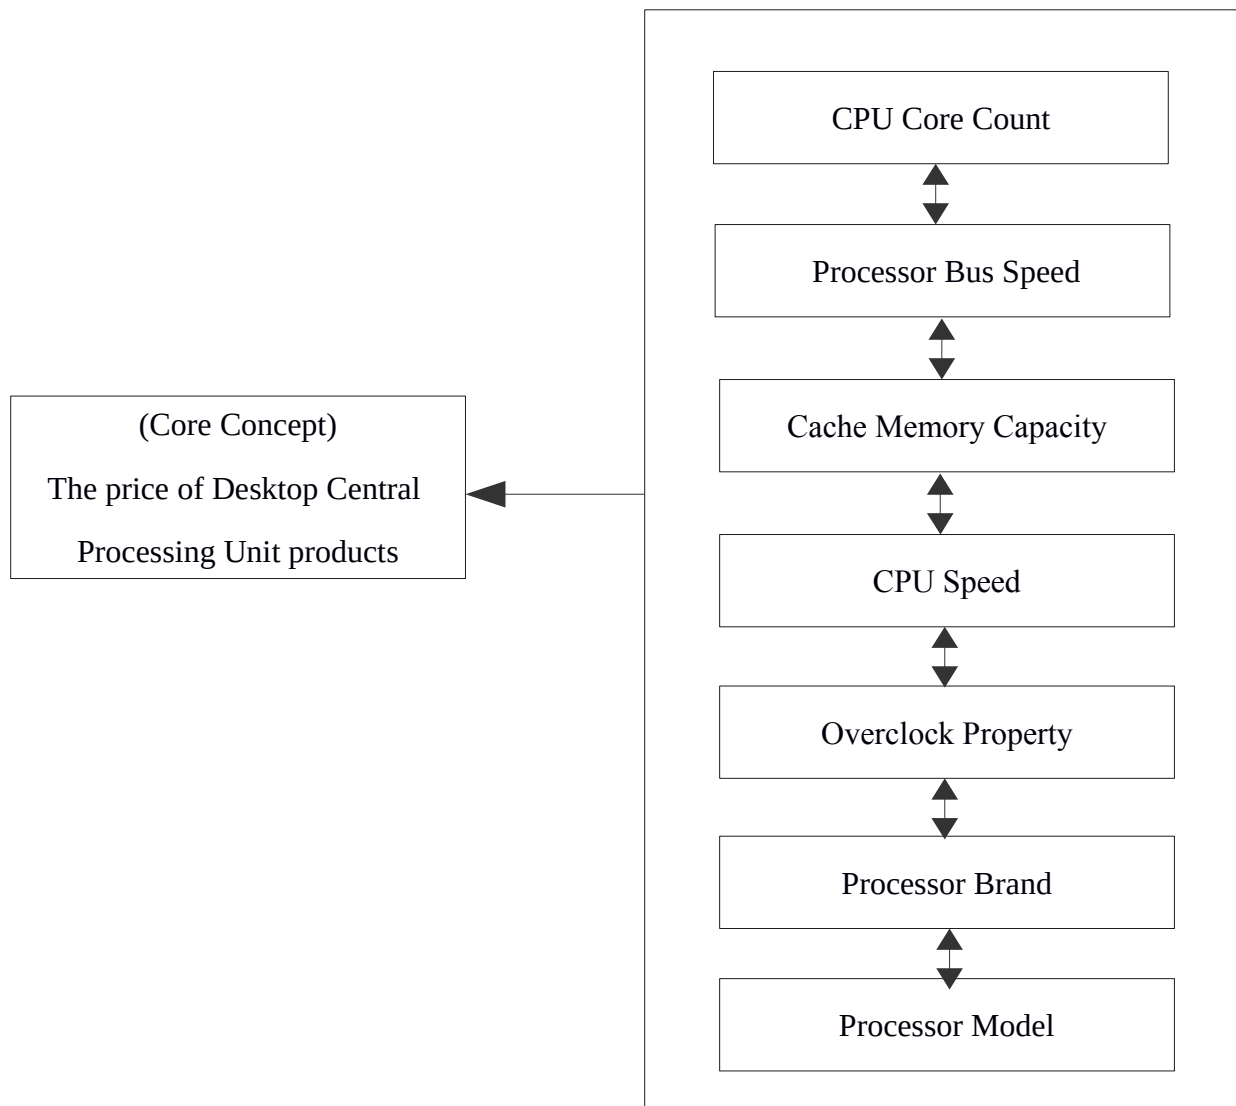 CPU Core Count
Processor Bus Speed
Cache Memory Capacity
CPU Speed
Overclock Property
Processor Brand
Processor Model
(Core Concept)
The price of Desktop Central
Processing Unit products